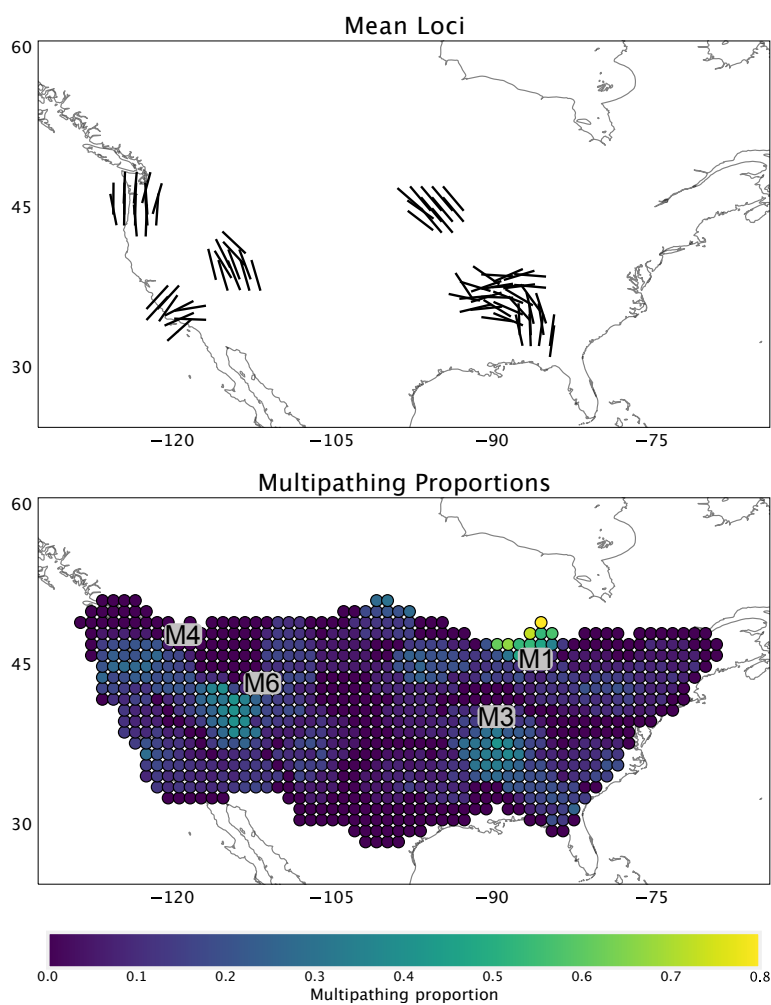 Mean Loci
60
45
30
−120 −105 −90 −75
Multipathing Proportions
60
M4
45
M1
M6
M3
30
−120 −105 −90 −75
0.0 0.1 0.2 0.3 0.4 0.5 0.6 0.7 0.8
Multipathing proportion